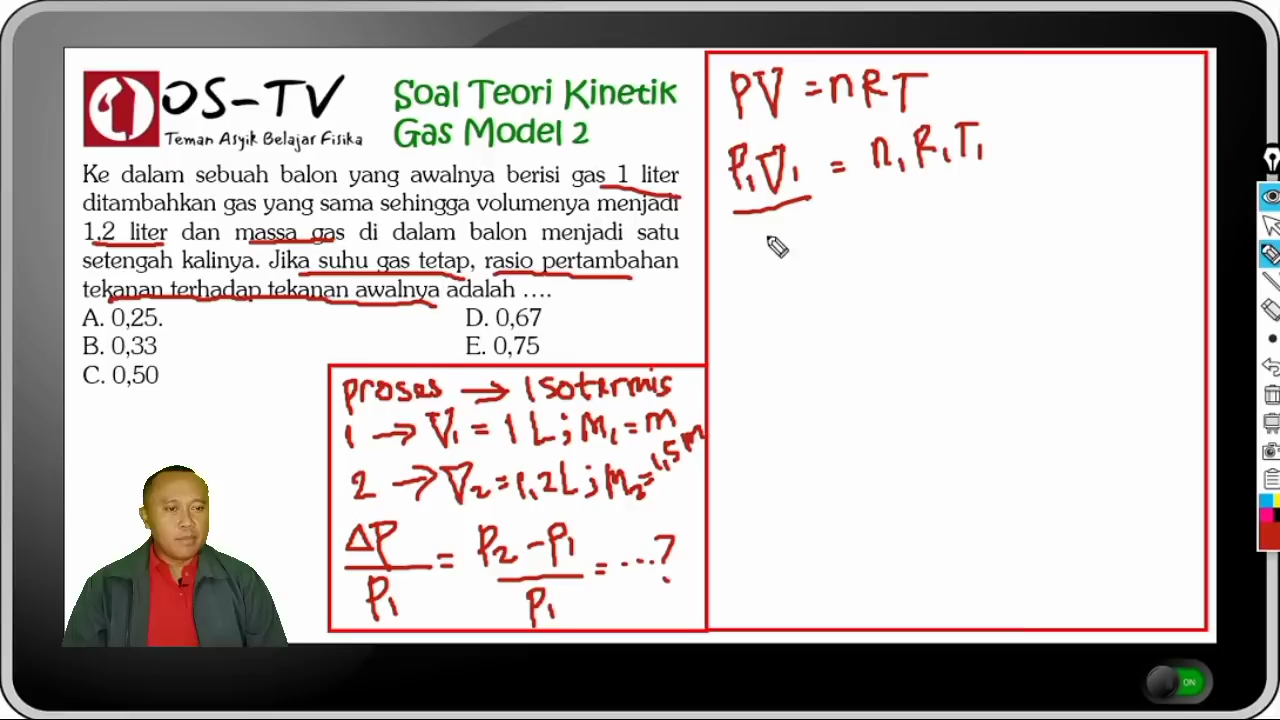 OS-TV
Teman Asyik Belajar Fisika
Soal Teori Kinetik
Gas Model 2
Ke dalam sebuah balon yang awalnya berisi gas 1 liter
ditambahkan gas yang sama sehingga volumenya menjadi
1,2 liter dan massa gas di dalam balon menjadi satu
setengah kalinya. Jika suhu gas tetap, rasio pertambahan
tekanan terhadap tekanan awalnya adalah ....
A. 0,25.
B. 0,33
C. 0,50
D. 0,67
E. 0,75
proses → Isotermis
1 → V₁ = 1 L ; m₁ = m
2 → V₂ = 1,2 L ; m₂ = 1,5 m
ΔP/P₁ = P₂ - P₁/P₁ = ...?
PV = nRT
P₁V₁ = n₁R₁T₁
ON